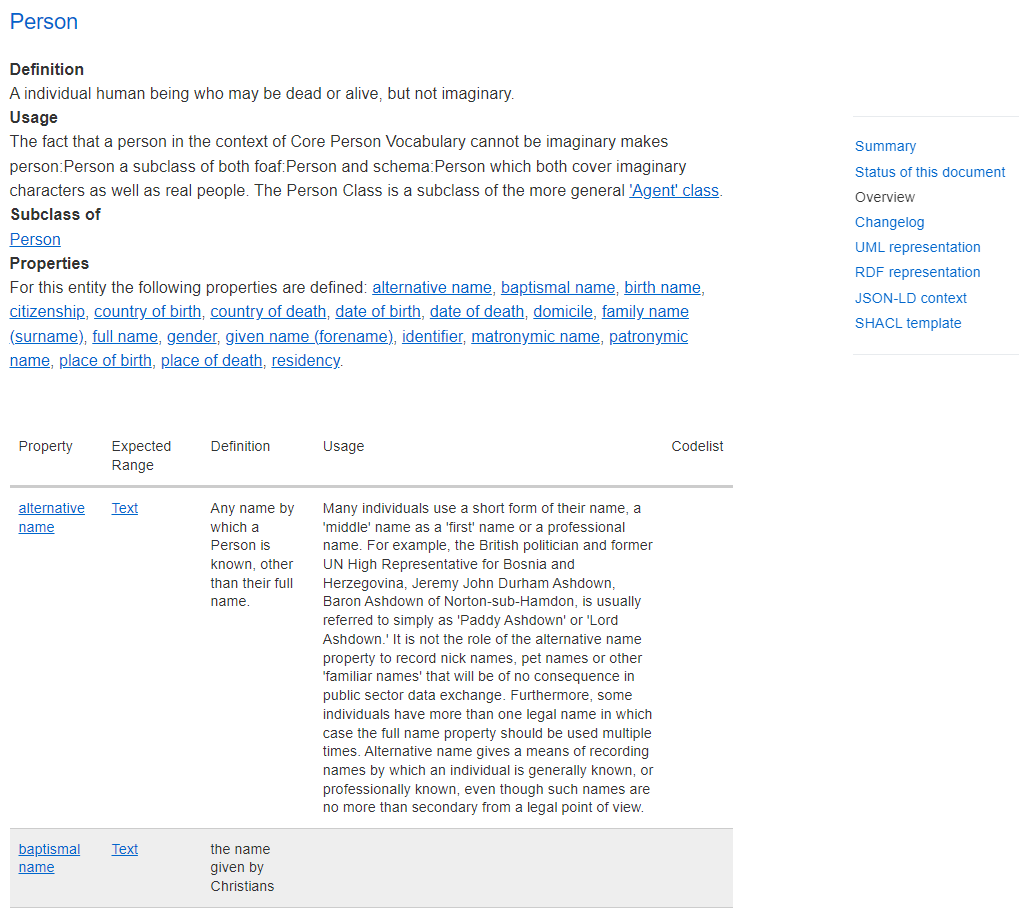 Person
Definition
A individual human being who may be dead or alive, but not imaginary.
Usage
The fact that a person in the context of Core Person Vocabulary cannot be imaginary makes
person:Person a subclass of both foaf:Person and schema:Person which both cover imaginary
characters as well as real people. The Person Class is a subclass of the more general 'Agent' class.
Subclass of
Person
Properties
For this entity the following properties are defined: alternative name, baptismal name, birth name,
citizenship, country of birth, country of death, date of birth, date of death, domicile, family name
(surname), full name, gender, given name (forename), identifier, matronymic name, patronymic
name, place of birth, place of death, residency.
Summary
Status of this document
Overview
Changelog
UML representation
RDF representation
JSON-LD context
SHACL template
Property
Expected
Range
Definition
Usage
Codelist
alternative
name
Text
Any name by
which a
Person is
known, other
than their full
name.
Many individuals use a short form of their name, a
'middle' name as a 'first' name or a professional
name. For example, the British politician and former
UN High Representative for Bosnia and
Herzegovina, Jeremy John Durham Ashdown,
Baron Ashdown of Norton-sub-Hamdon, is usually
referred to simply as 'Paddy Ashdown' or 'Lord
Ashdown.' It is not the role of the alternative name
property to record nick names, pet names or other
'familiar names' that will be of no consequence in
public sector data exchange. Furthermore, some
individuals have more than one legal name in which
case the full name property should be used multiple
times. Alternative name gives a means of recording
names by which an individual is generally known, or
professionally known, even though such names are
no more than secondary from a legal point of view.
baptismal
name
Text
the name
given by
Christians